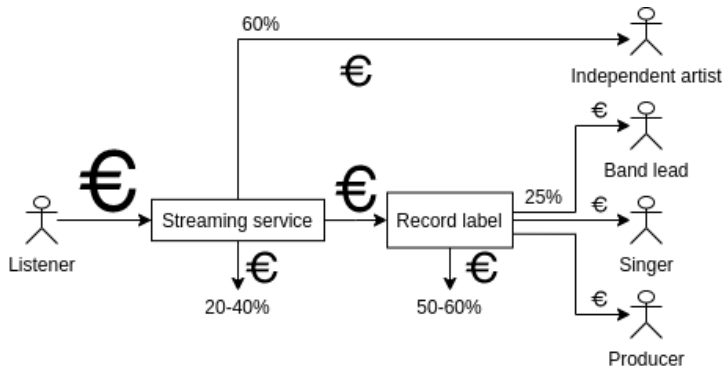 60%
€
Independent artist
€
Band lead
€
€
25%
€
Streaming service
Record label
Listener
Singer
€
€
20-40%
50-60%
€
Producer